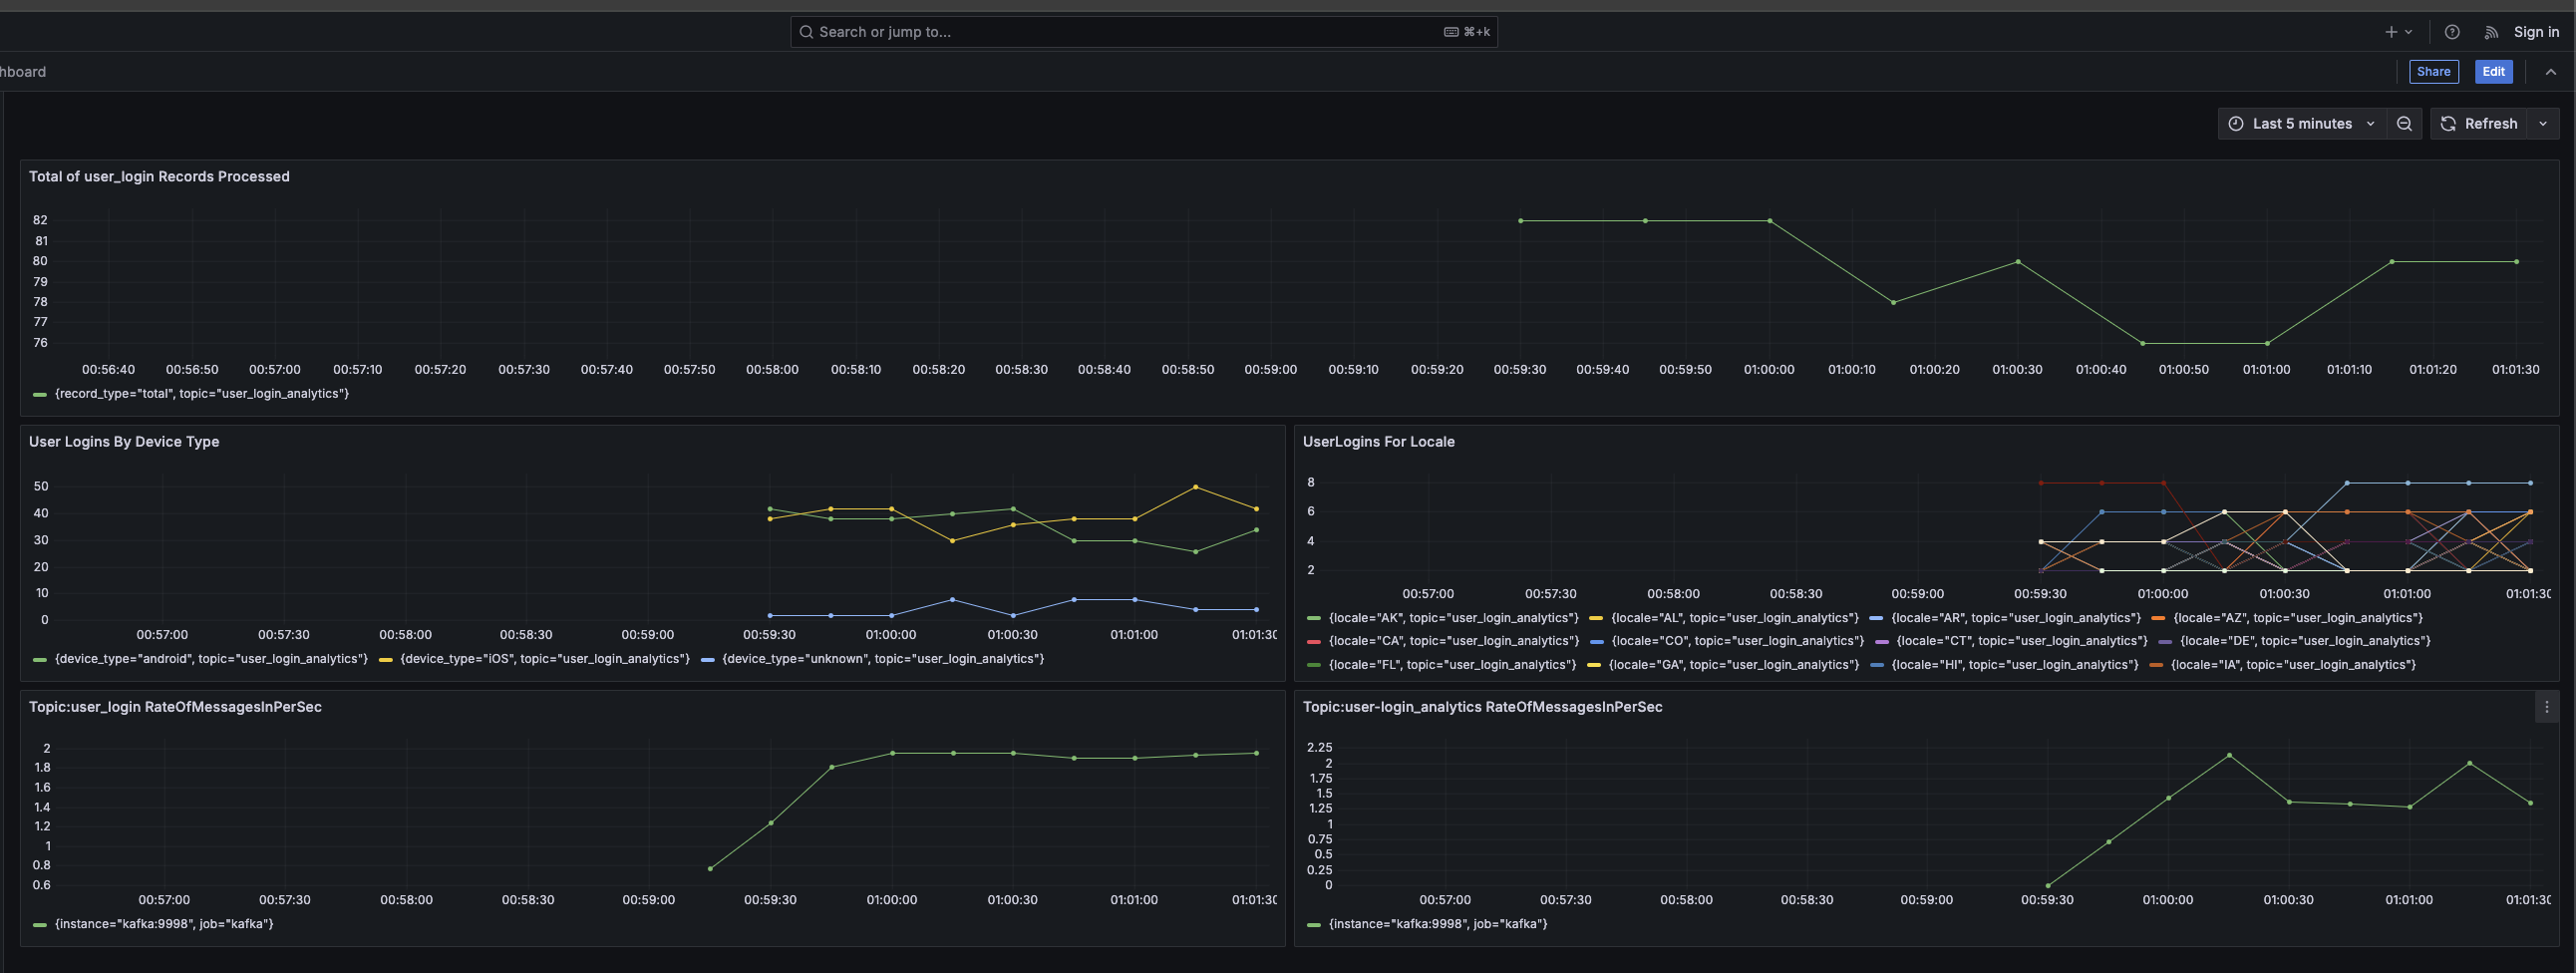 Search or jump to... ⌘+k Sign in
hboard Share Edit
Last 5 minutes Refresh
Total of user_login Records Processed
82
81
80
79
78
77
76
00:56:40 00:56:50 00:57:00 00:57:10 00:57:20 00:57:30 00:57:40 00:57:50 00:58:00 00:58:10 00:58:20 00:58:30 00:58:40 00:58:50 00:59:00 00:59:10 00:59:20 00:59:30 00:59:40 00:59:50 01:00:00 01:00:10 01:00:20 01:00:30 01:00:40 01:00:50 01:01:00 01:01:10 01:01:20 01:01:30
{record_type="total", topic="user_login_analytics"}
User Logins By Device Type
50
40
30
20
10
0
00:57:00 00:57:30 00:58:00 00:58:30 00:59:00 00:59:30 01:00:00 01:00:30 01:01:00 01:01:30
{device_type="android", topic="user_login_analytics"} {device_type="iOS", topic="user_login_analytics"} {device_type="unknown", topic="user_login_analytics"}
UserLogins For Locale
8
6
4
2
00:57:00 00:57:30 00:58:00 00:58:30 00:59:00 00:59:30 01:00:00 01:00:30 01:01:00 01:01:30
{locale="AK", topic="user_login_analytics"} {locale="AL", topic="user_login_analytics"} {locale="AR", topic="user_login_analytics"} {locale="AZ", topic="user_login_analytics"}
{locale="CA", topic="user_login_analytics"} {locale="CO", topic="user_login_analytics"} {locale="CT", topic="user_login_analytics"} {locale="DE", topic="user_login_analytics"}
{locale="FL", topic="user_login_analytics"} {locale="GA", topic="user_login_analytics"} {locale="HI", topic="user_login_analytics"} {locale="IA", topic="user_login_analytics"}
Topic:user_login RateOfMessagesInPerSec
2
1.8
1.6
1.4
1.2
1
0.8
0.6
00:57:00 00:57:30 00:58:00 00:58:30 00:59:00 00:59:30 01:00:00 01:00:30 01:01:00 01:01:30
{instance="kafka:9998", job="kafka"}
Topic:user-login_analytics RateOfMessagesInPerSec
2.25
2
1.75
1.5
1.25
1
0.75
0.5
0.25
0
00:57:00 00:57:30 00:58:00 00:58:30 00:59:00 00:59:30 01:00:00 01:00:30 01:01:00 01:01:30
{instance="kafka:9998", job="kafka"}